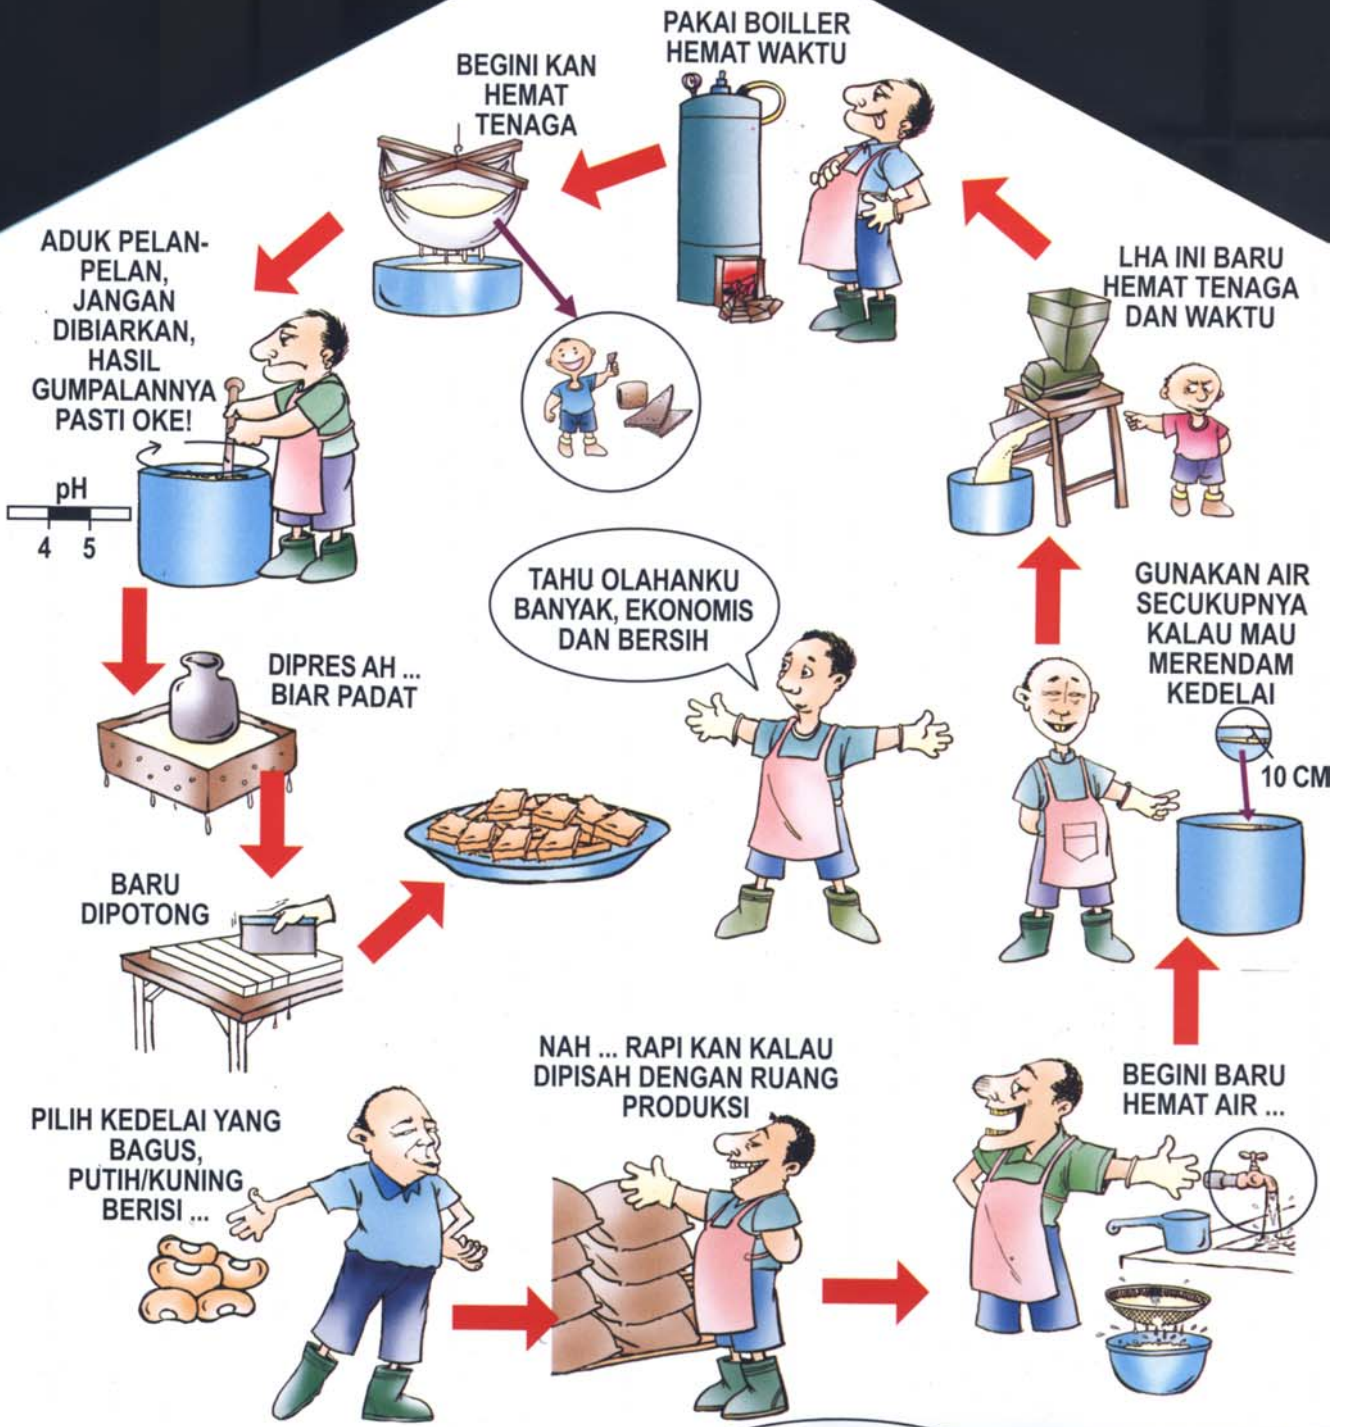 PAKAI BOILLER
HEMAT WAKTU
BEGINI KAN
HEMAT
TENAGA
ADUK PELAN-
PELAN,
JANGAN
DIBIARKAN,
HASIL
GUMPALANNYA
PASTI OKE!
pH
4 5
LHA INI BARU
HEMAT TENAGA
DAN WAKTU
TAHU OLAHANKU
BANYAK, EKONOMIS
DAN BERSIH
GUNAKAN AIR
SECUKUPNYA
KALAU MAU
MERENDAM
KEDELAI
10 CM
DIPRES AH ...
BIAR PADAT
BARU
DIPOTONG
NAH ... RAPI KAN KALAU
DIPISAH DENGAN RUANG
PRODUKSI
BEGINI BARU
HEMAT AIR ...
PILIH KEDELAI YANG
BAGUS,
PUTIH/KUNING
BERISI ...